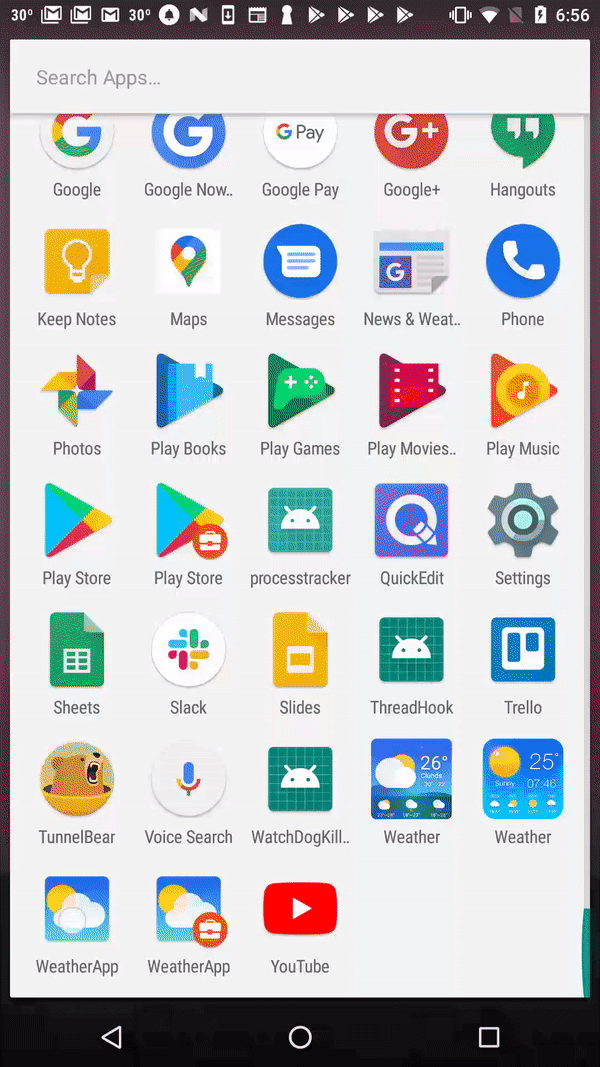 30° 30° 6:56
Search Apps…
Google Google Now.. G Pay Google Pay G+ Google+ Hangouts
Keep Notes Maps Messages G News & Weat.. Phone
Photos Play Books Play Games Play Movies.. Play Music
Play Store Play Store processtracker QuickEdit Settings
Sheets Slack Slides ThreadHook Trello
26° 25°
Sunny 07:46
TunnelBear Voice Search WatchDogKill.. Weather Weather
WeatherApp WeatherApp YouTube